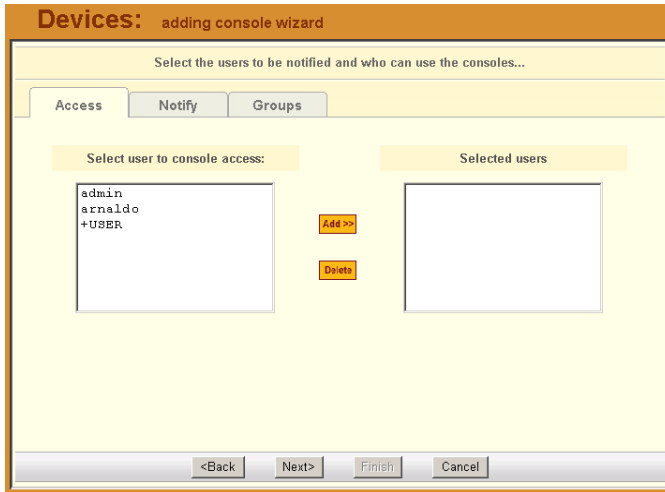 Devices: adding console wizard
Select the users to be notified and who can use the consoles...
Access Notify Groups
Select user to console access: Selected users
admin
arnaldo
+USER
Add >>
Delete
<Back Next> Finish Cancel